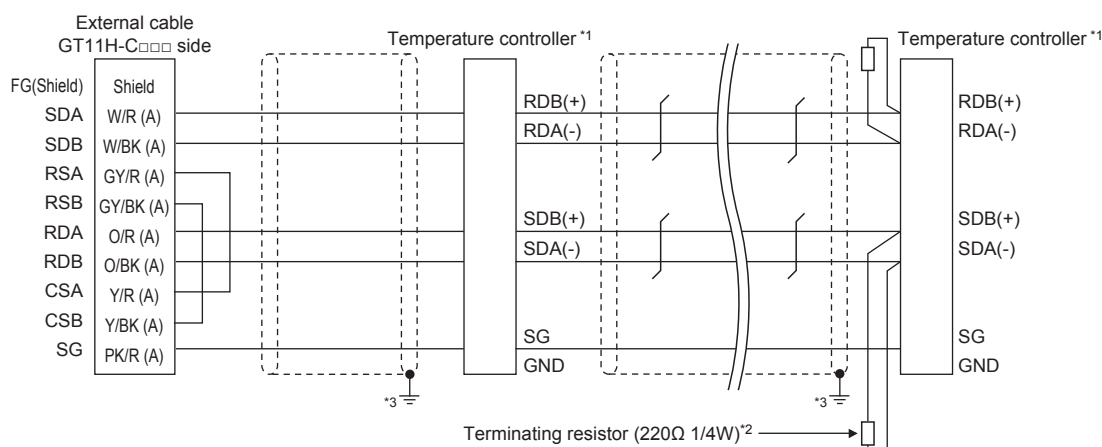 External cable
GT11H-C□□□ side
Temperature controller *1
Temperature controller *1
FG(Shield) Shield
SDA W/R (A) RDB(+) RDB(+)
SDB W/BK (A) RDA(-) RDA(-)
RSA GY/R (A)
RSB GY/BK (A)
RDA O/R (A) SDB(+) SDB(+)
RDB O/BK (A) SDA(-) SDA(-)
CSA Y/R (A)
CSB Y/BK (A)
SG PK/R (A) SG SG
GND GND
*3 *3
Terminating resistor (220Ω 1/4W)*2